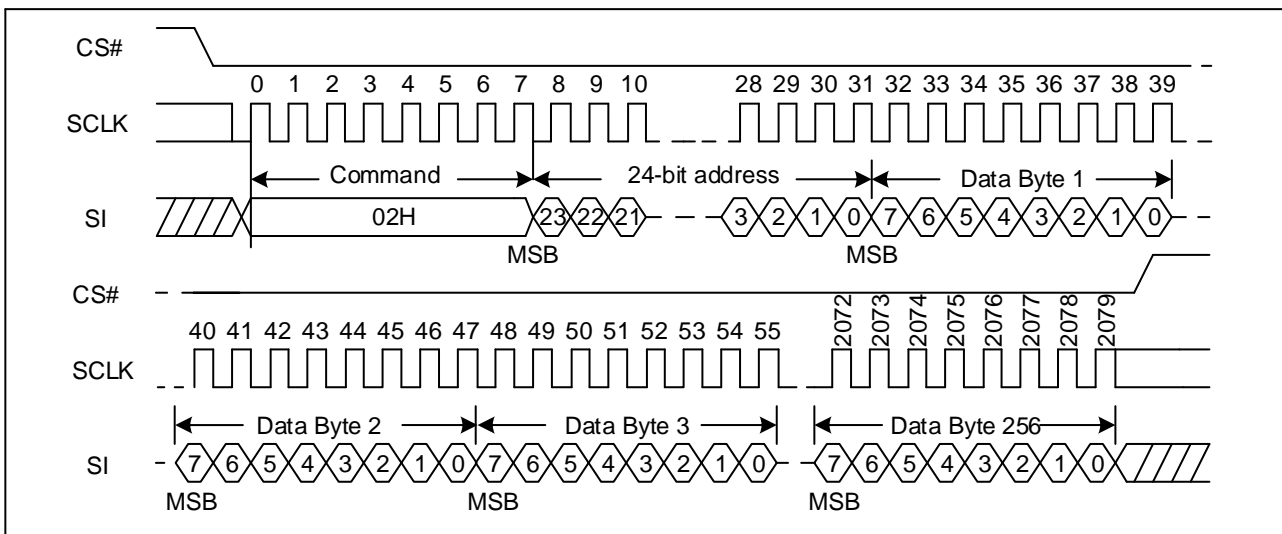 CS#
0 1 2 3 4 5 6 7 8 9 10 28 29 30 31 32 33 34 35 36 37 38 39
SCLK
Command 24-bit address Data Byte 1
SI 02H 23 22 21 3 2 1 0 7 6 5 4 3 2 1 0
MSB MSB
CS#
40 41 42 43 44 45 46 47 48 49 50 51 52 53 54 55 2072 2073 2074 2075 2076 2077 2078 2079
SCLK
Data Byte 2 Data Byte 3 Data Byte 256
SI 7 6 5 4 3 2 1 0 7 6 5 4 3 2 1 0 7 6 5 4 3 2 1 0
MSB MSB MSB